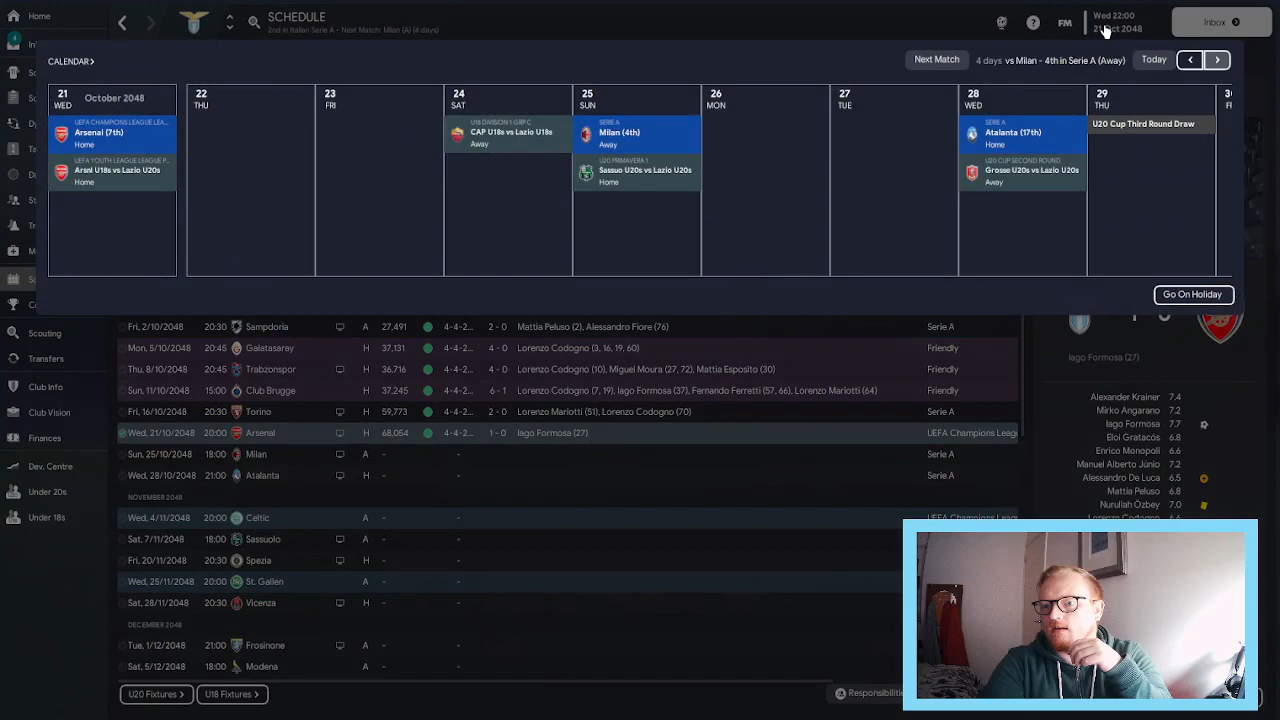 Home
SCHEDULE
2nd in Italian Serie A - Next Match: Milan (A) (4 days)
FM
Wed 22:00
21 Oct 2048
Inbox
4
CALENDAR
Next Match
4 days vs Milan - 4th in Serie A (Away)
Today
21
WED
October 2048
UEFA CHAMPIONS LEAGUE LEA...
Arsenal (7th)
Home
UEFA YOUTH LEAGUE LEAGUE P...
Arsnl U18s vs Lazio U20s
Home
22
THU
23
FRI
24
SAT
U18 DIVISION 1 GRP C
CAP U18s vs Lazio U18s
Away
25
SUN
SERIE A
Milan (4th)
Away
U20 PRIMAVERA 1
Sassuo U20s vs Lazio U20s
Home
26
MON
27
TUE
28
WED
SERIE A
Atalanta (17th)
Home
U20 CUP SECOND ROUND
Grosse U20s vs Lazio U20s
Away
29
THU
U20 Cup Third Round Draw
Go On Holiday
Scouting
Transfers
Club Info
Club Vision
Finances
Dev. Centre
Under 20s
Under 18s
Fri, 2/10/2048 20:30 Sampdoria A 27,491 4-4-2... 2 - 0 Mattia Peluso (2), Alessandro Fiore (76) Serie A
Mon, 5/10/2048 20:45 Galatasaray H 37,131 4-4-2... 4 - 0 Lorenzo Codogno (3, 16, 19, 60) Friendly
Thu, 8/10/2048 20:45 Trabzonspor H 36,716 4-4-2... 4 - 0 Lorenzo Codogno (10), Miguel Moura (27, 72), Mattia Esposito (30) Friendly
Sun, 11/10/2048 15:00 Club Brugge H 37,245 4-4-2... 6 - 1 Lorenzo Codogno (7, 19), Iago Formosa (37), Fernando Ferretti (57, 66), Lorenzo Mariotti (64) Friendly
Fri, 16/10/2048 20:30 Torino H 59,773 4-4-2... 2 - 0 Lorenzo Mariotti (51), Lorenzo Codogno (70) Serie A
Wed, 21/10/2048 20:00 Arsenal H 68,054 4-4-2... 1 - 0 Iago Formosa (27) UEFA Champions Leag
Sun, 25/10/2048 18:00 Milan A - - Serie A
Wed, 28/10/2048 21:00 Atalanta H - - Serie A
NOVEMBER 2048
Wed, 4/11/2048 20:00 Celtic H - - UEFA Champions
Sat, 7/11/2048 18:00 Sassuolo A - -
Fri, 20/11/2048 20:30 Spezia H - -
Wed, 25/11/2048 20:00 St. Gallen A - -
Sat, 28/11/2048 20:30 Vicenza H - -
DECEMBER 2048
Tue, 1/12/2048 21:00 Frosinone A - -
Sat, 5/12/2048 18:00 Modena A - -
U20 Fixtures
U18 Fixtures
Responsibilities
Iago Formosa (27)
Alexander Krainer 7.4
Mirko Angarano 7.2
Iago Formosa 7.7
Eloi Gratacós 6.8
Enrico Monopoli 6.6
Manuel Alberto Júnio 7.2
Alessandro De Luca 6.5
Mattia Peluso 6.8
Nurullah Özbey 7.0
Lorenzo Codogno 6.6